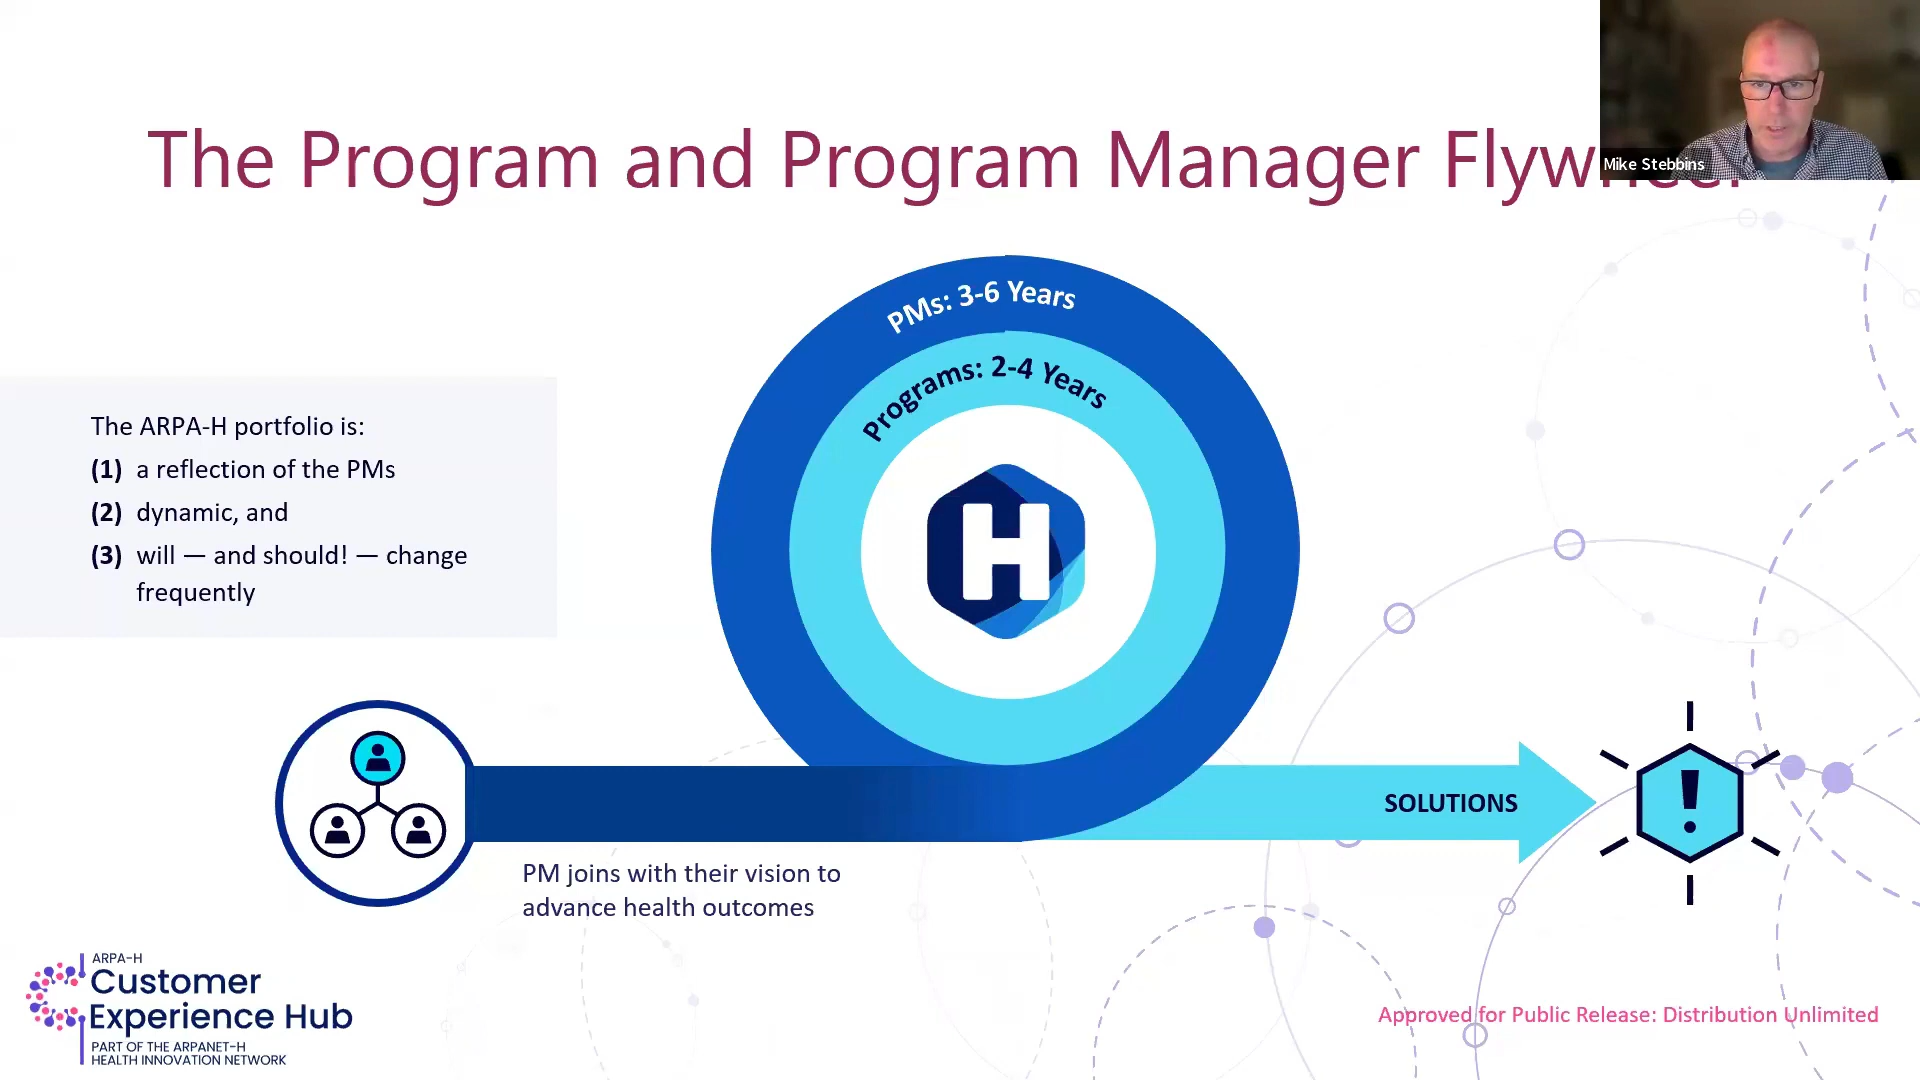 The Program and Program Manager
Mike Stebbins
PMs: 3-6 Years
Programs: 2-4 Years
H
The ARPA-H portfolio is:
(1) a reflection of the PMs
(2) dynamic, and
(3) will — and should! — change
frequently
SOLUTIONS
!
PM joins with their vision to
advance health outcomes
ARPA-H
Customer
Experience Hub
PART OF THE ARPANET-H
HEALTH INNOVATION NETWORK
Approved for Public Release: Distribution Unlimited